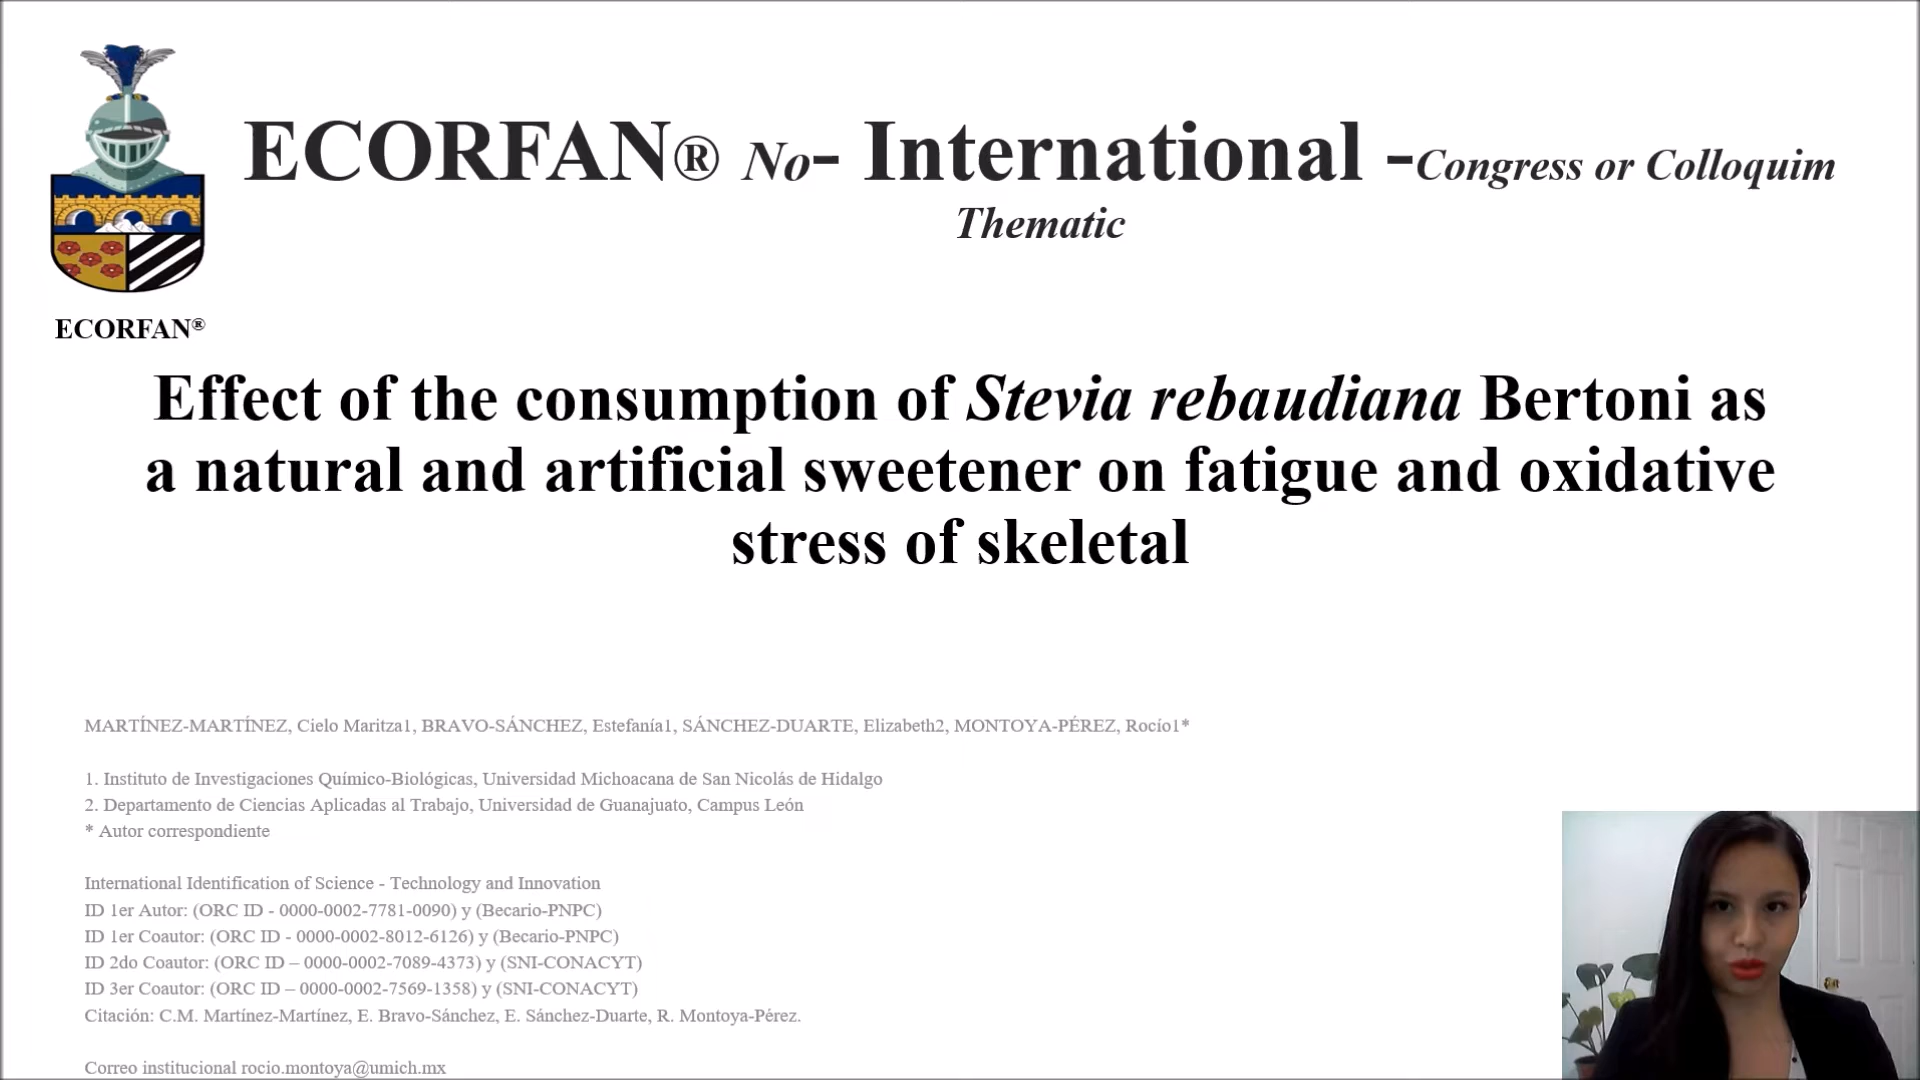 ECORFAN® No- International -Congress or Colloquim
Thematic
ECORFAN®
Effect of the consumption of Stevia rebaudiana Bertoni as
a natural and artificial sweetener on fatigue and oxidative
stress of skeletal
MARTÍNEZ-MARTÍNEZ, Cielo Maritza1, BRAVO-SÁNCHEZ, Estefanía1, SÁNCHEZ-DUARTE, Elizabeth2, MONTOYA-PÉREZ, Rocío1*
1. Instituto de Investigaciones Químico-Biológicas, Universidad Michoacana de San Nicolás de Hidalgo
2. Departamento de Ciencias Aplicadas al Trabajo, Universidad de Guanajuato, Campus León
* Autor correspondiente
International Identification of Science - Technology and Innovation
ID 1er Autor: (ORC ID - 0000-0002-7781-0090) y (Becario-PNPC)
ID 1er Coautor: (ORC ID - 0000-0002-8012-6126) y (Becario-PNPC)
ID 2do Coautor: (ORC ID – 0000-0002-7089-4373) y (SNI-CONACYT)
ID 3er Coautor: (ORC ID – 0000-0002-7569-1358) y (SNI-CONACYT)
Citación: C.M. Martínez-Martínez, E. Bravo-Sánchez, E. Sánchez-Duarte, R. Montoya-Pérez.
Correo institucional rocio.montoya@umich.mx